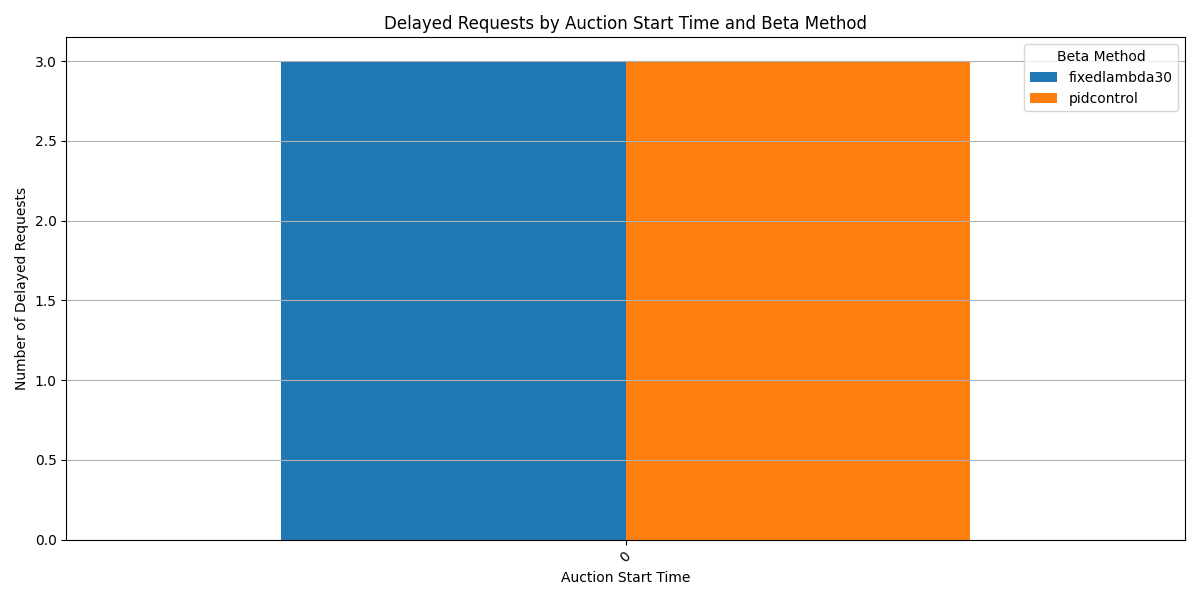 Delayed Requests by Auction Start Time and Beta Method
Number of Delayed Requests
3.0
2.5
2.0
1.5
1.0
0.5
0.0
Beta Method
fixedlambda30
pidcontrol
0
Auction Start Time